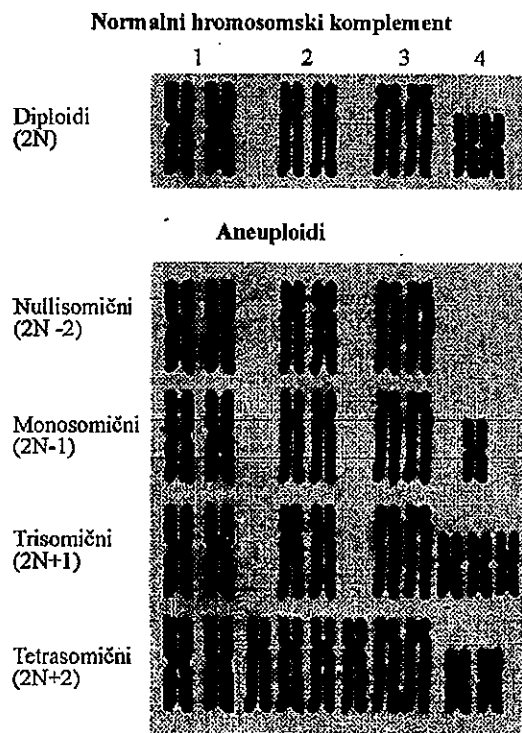 Normalni hromosomski komplement
1 2 3 4
Diploidi
(2N)
Aneuploidi
Nullisomični
(2N -2)
Monosomični
(2N-1)
Trisomični
(2N+1)
Tetrasomični
(2N+2)